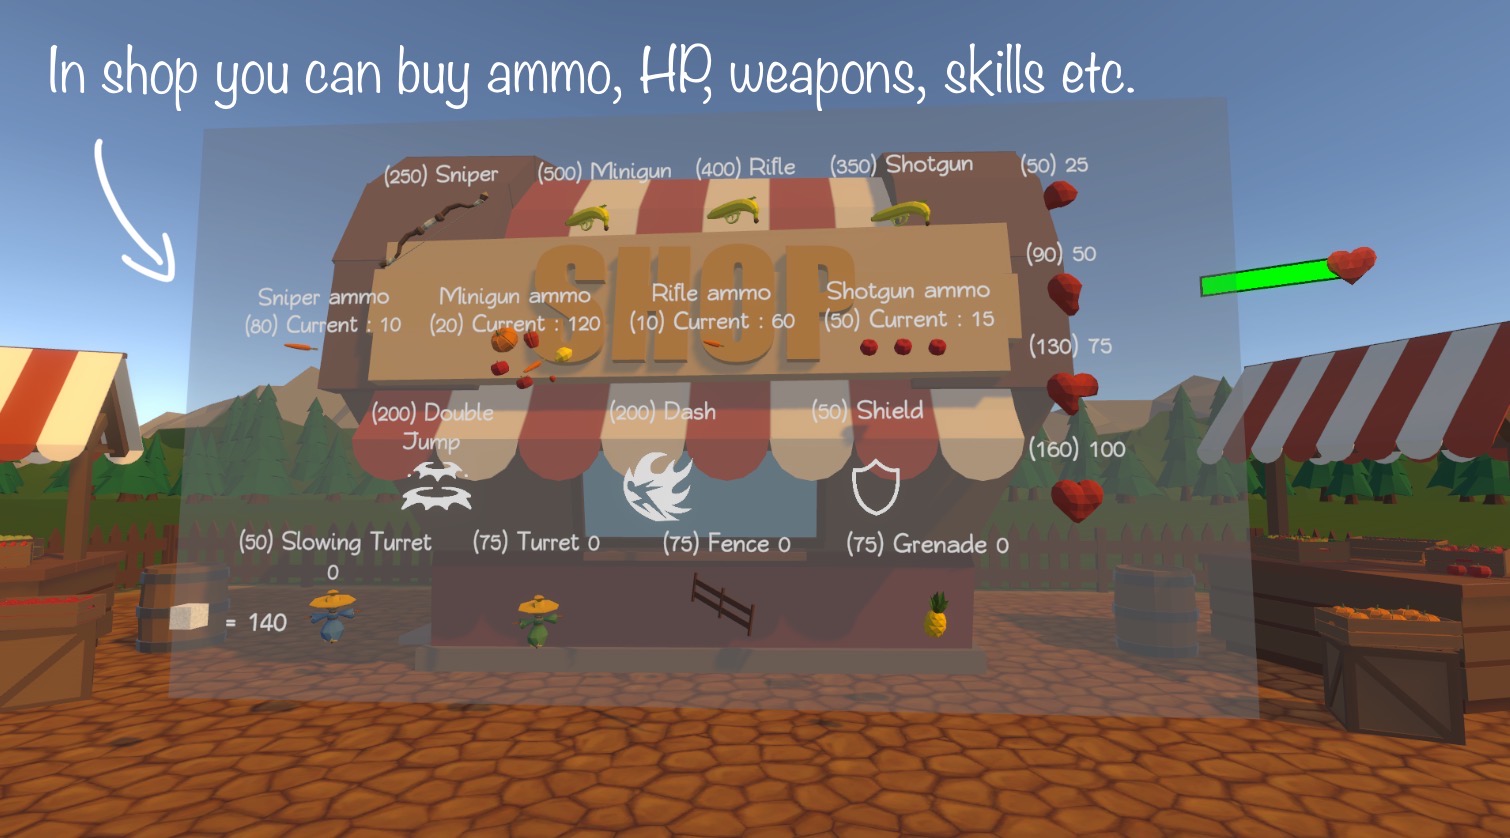 In shop you can buy ammo, HP, weapons, skills etc.
(250) Sniper
(500) Minigun
(400) Rifle
(350) Shotgun
(50) 25
SHOP
(90) 50
Sniper ammo
(80) Current : 10
Minigun ammo
(20) Current : 120
Rifle ammo
(10) Current : 60
Shotgun ammo
(50) Current : 15
(130) 75
(200) Double
Jump
(200) Dash
(50) Shield
(160) 100
(50) Slowing Turret
0
(75) Turret 0
(75) Fence 0
(75) Grenade 0
= 140